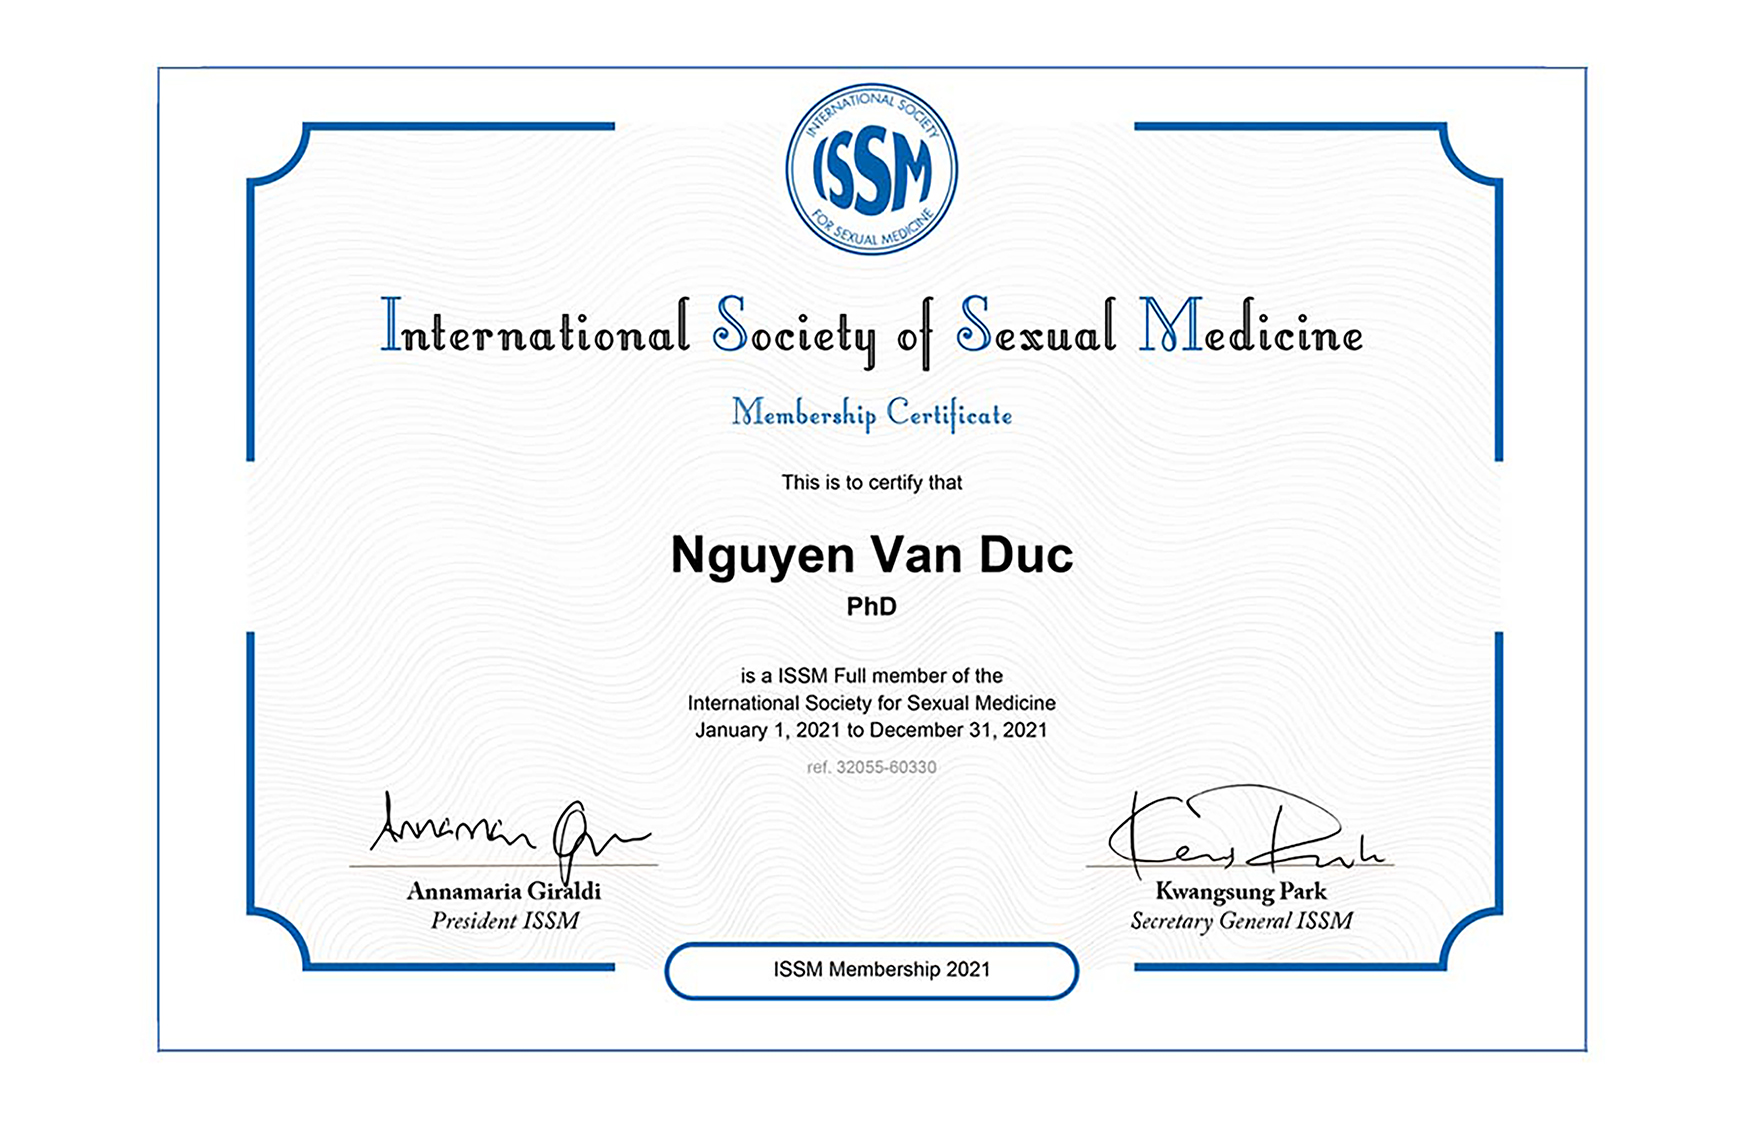 INTERNATIONAL SOCIETY
ISSM
FOR SEXUAL MEDICINE
International Society of Sexual Medicine
Membership Certificate
This is to certify that
Nguyen Van Duc
PhD
is a ISSM Full member of the
International Society for Sexual Medicine
January 1, 2021 to December 31, 2021
ref. 32055-60330
Annamaria Giraldi
President ISSM
Kwangsung Park
Secretary General ISSM
ISSM Membership 2021